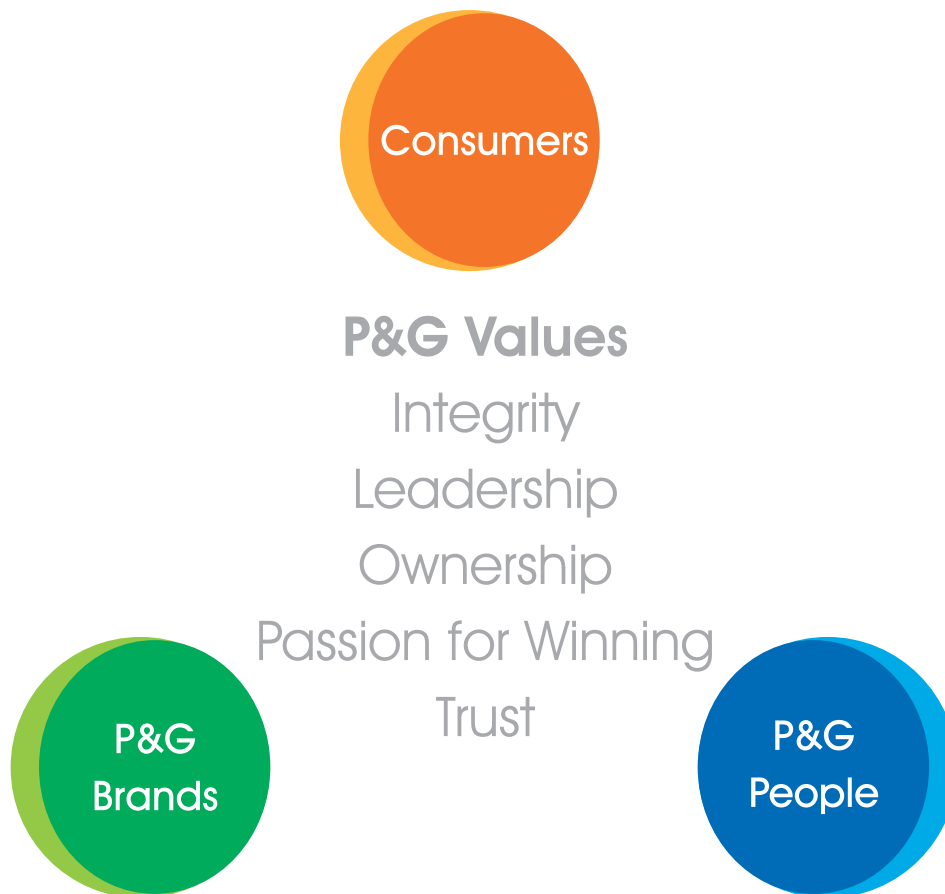 Consumers
P&G Values
Integrity
Leadership
Ownership
Passion for Winning
Trust
P&G
Brands
P&G
People